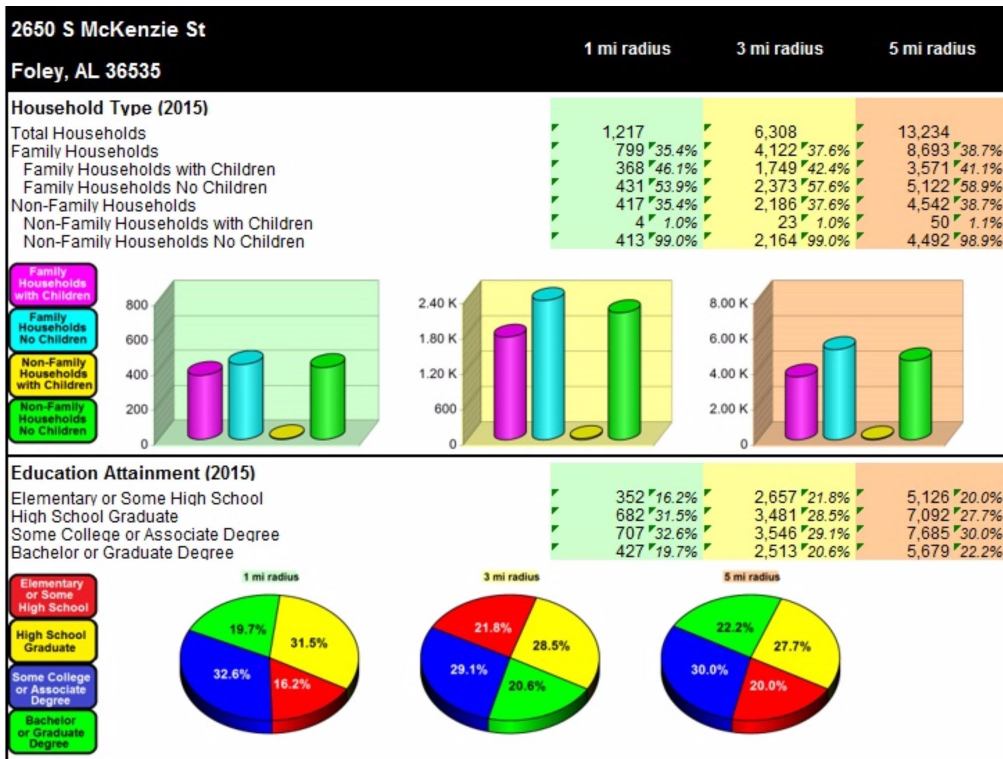 2650 S McKenzie St
Foley, AL 36535
1 mi radius 3 mi radius 5 mi radius
Household Type (2015)
Total Households 1,217 6,308 13,234
Family Households 799 35.4% 4,122 37.6% 8,693 38.7%
Family Households with Children 368 46.1% 1,749 42.4% 3,571 41.1%
Family Households No Children 431 53.9% 2,373 57.6% 5,122 58.9%
Non-Family Households 417 35.4% 2,186 37.6% 4,542 38.7%
Non-Family Households with Children 4 1.0% 23 1.0% 50 1.1%
Non-Family Households No Children 413 99.0% 2,164 99.0% 4,492 98.9%
Family
Households
with Children
Family
Households
No Children
Non-Family
Households
with Children
Non-Family
Households
No Children
800
600
400
200
0
2.40 K
1.80 K
1.20 K
600
0
8.00 K
6.00 K
4.00 K
2.00 K
0
Education Attainment (2015)
Elementary or Some High School 352 16.2% 2,657 21.8% 5,126 20.0%
High School Graduate 682 31.5% 3,481 28.5% 7,092 27.7%
Some College or Associate Degree 707 32.6% 3,546 29.1% 7,685 30.0%
Bachelor or Graduate Degree 427 19.7% 2,513 20.6% 5,679 22.2%
Elementary
or Some
High School
High School
Graduate
Some College
or Associate
Degree
Bachelor
or Graduate
Degree
1 mi radius
19.7%
31.5%
32.6%
16.2%
3 mi radius
21.8%
28.5%
29.1%
20.6%
5 mi radius
22.2%
27.7%
30.0%
20.0%